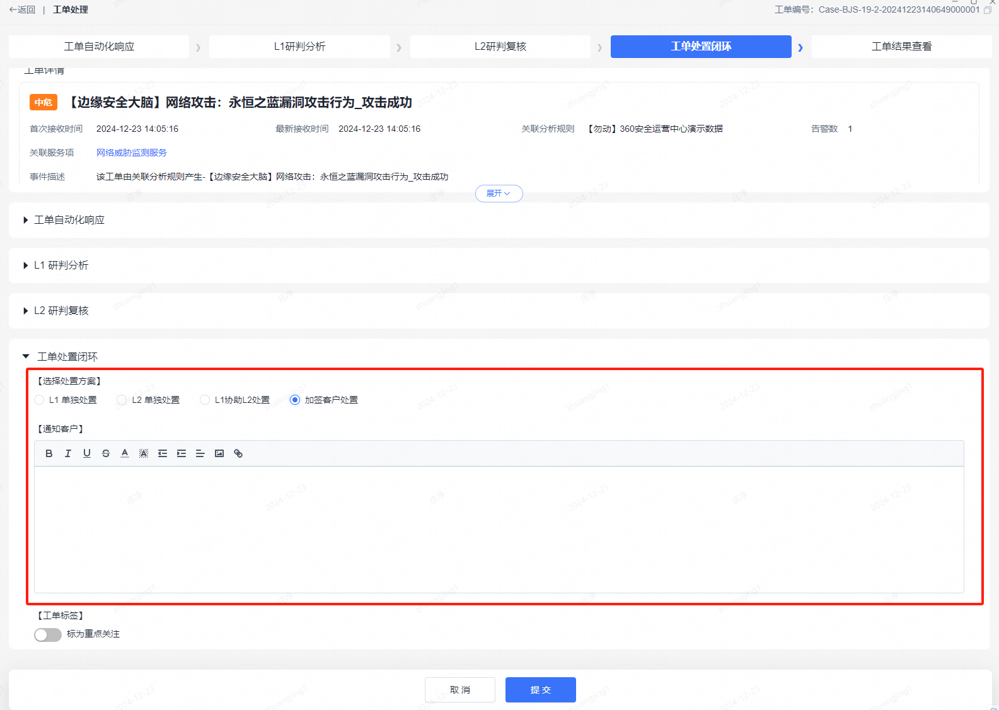 返回 | 工单处理
工单编号：Case-BJS-19-2-20241223140649000001
工单自动化响应
L1研判分析
L2研判复核
工单处置闭环
工单结果查看
工单详情
中危 【边缘安全大脑】网络攻击：永恒之蓝漏洞攻击行为_攻击成功
首次接收时间 2024-12-23 14:05:16
最新接收时间 2024-12-23 14:05:16
关联分析规则 【勿动】360安全运营中心演示数据
告警数 1
关联服务项 网络威胁监测服务
事件描述 该工单由关联分析规则产生-【边缘安全大脑】网络攻击：永恒之蓝漏洞攻击行为_攻击成功
展开
工单自动化响应
L1 研判分析
L2 研判复核
工单处置闭环
【选择处置方案】
L1 单独处置 L2 单独处置 L1协助L2处置 加签客户处置
【通知客户】
B I U S A A
【工单标签】
标为重点关注
取消 提交
zhuangjing1
庄净
2024-12-23